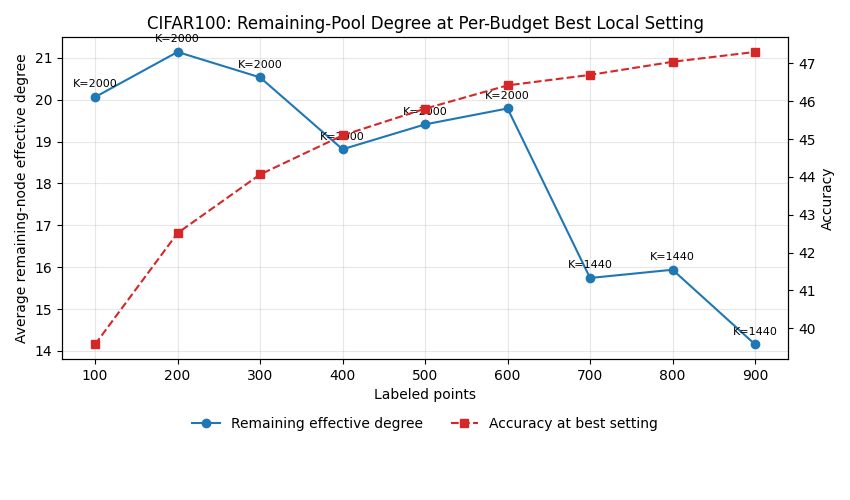 CIFAR100: Remaining-Pool Degree at Per-Budget Best Local Setting
Average remaining-node effective degree
21
20
19
18
17
16
15
14
K=2000
K=2000
K=2000
K=2000
K=2000
K=2000
K=1440
K=1440
K=1440
47
46
45
44
43
42
41
40
Accuracy
100 200 300 400 500 600 700 800 900
Labeled points
Remaining effective degree
Accuracy at best setting